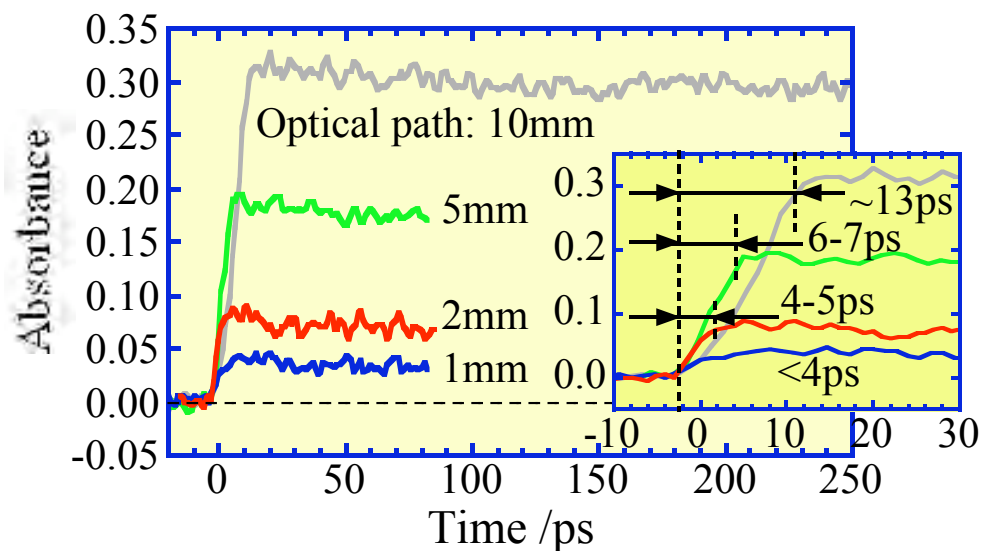 0.35
0.30
0.25
0.20
0.15
0.10
0.05
0.00
-0.05
Absorbance
Optical path: 10mm
5mm
2mm
1mm
0.3
0.2
0.1
0.0
~13ps
6-7ps
4-5ps
<4ps
-10 0 10 20 30
0 50 100 150 200 250
Time /ps